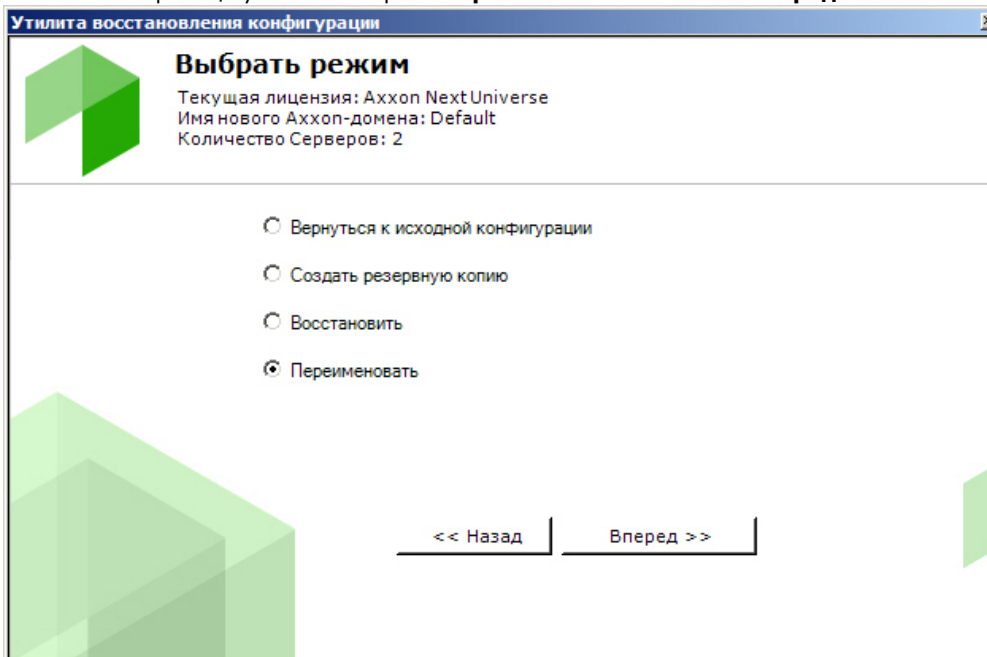 Утилита восстановления конфигурации
Выбрать режим
Текущая лицензия: Axxon Next Universe
Имя нового Axxon-домена: Default
Количество Серверов: 2
Вернуться к исходной конфигурации
Создать резервную копию
Восстановить
Переименовать
<< Назад
Вперед >>